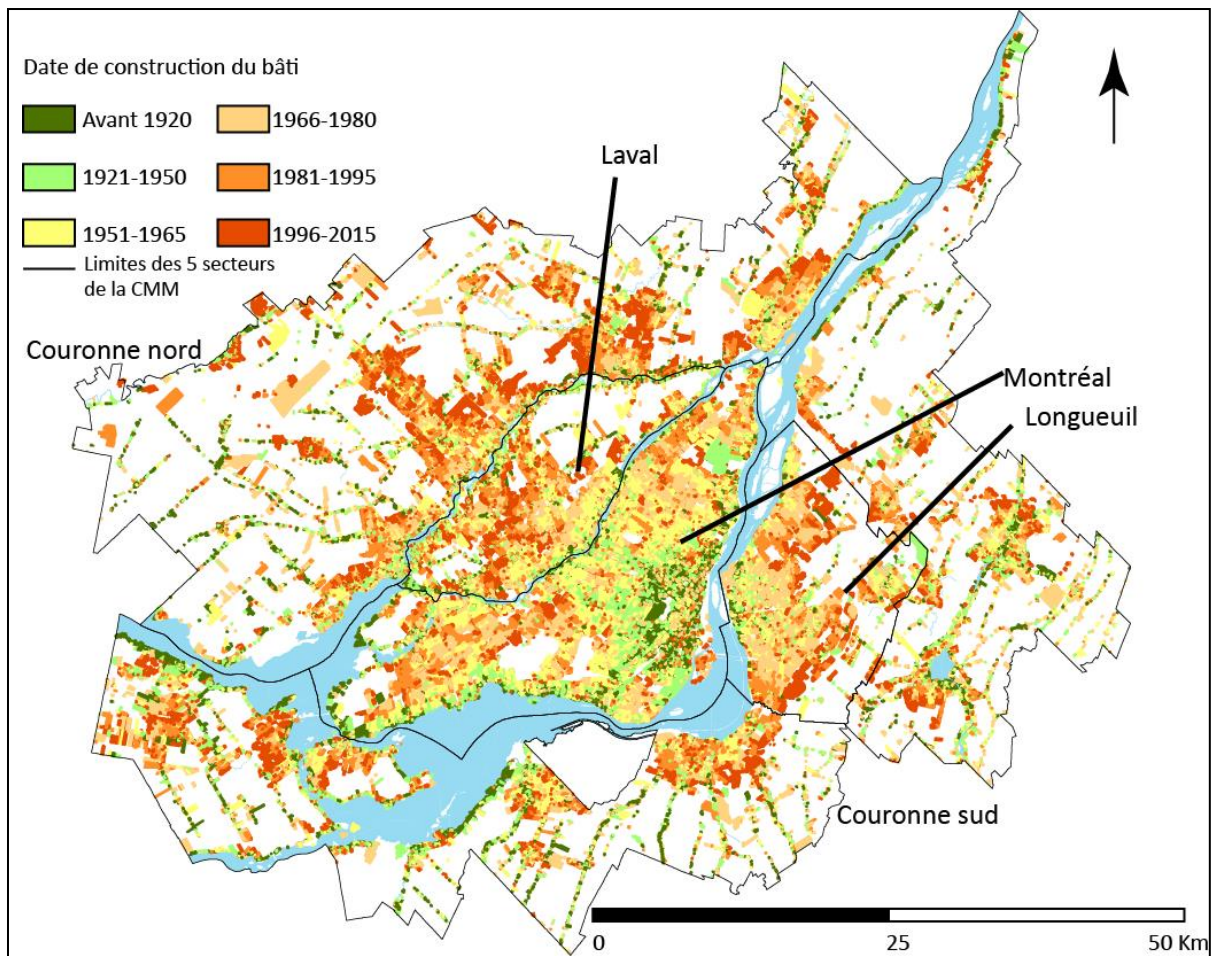 Date de construction du bâti
Avant 1920
1966-1980
1921-1950
1981-1995
1951-1965
1996-2015
Limites des 5 secteurs
de la CMM
Laval
Couronne nord
Montréal
Longueuil
Couronne sud
0
25
50 Km